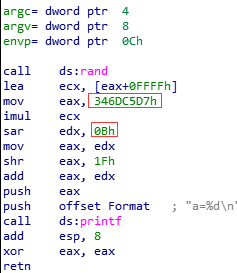 argc= dword ptr  4
argv= dword ptr  8
envp= dword ptr  0Ch
call    ds:rand
lea     ecx, [eax+0FFFFh]
mov     eax, 346DC5D7h
imul    ecx
sar     edx, 0Bh
mov     eax, edx
shr     eax, 1Fh
add     eax, edx
push    eax
push    offset Format   ; "a=%d\n"
call    ds:printf
add     esp, 8
xor     eax, eax
retn